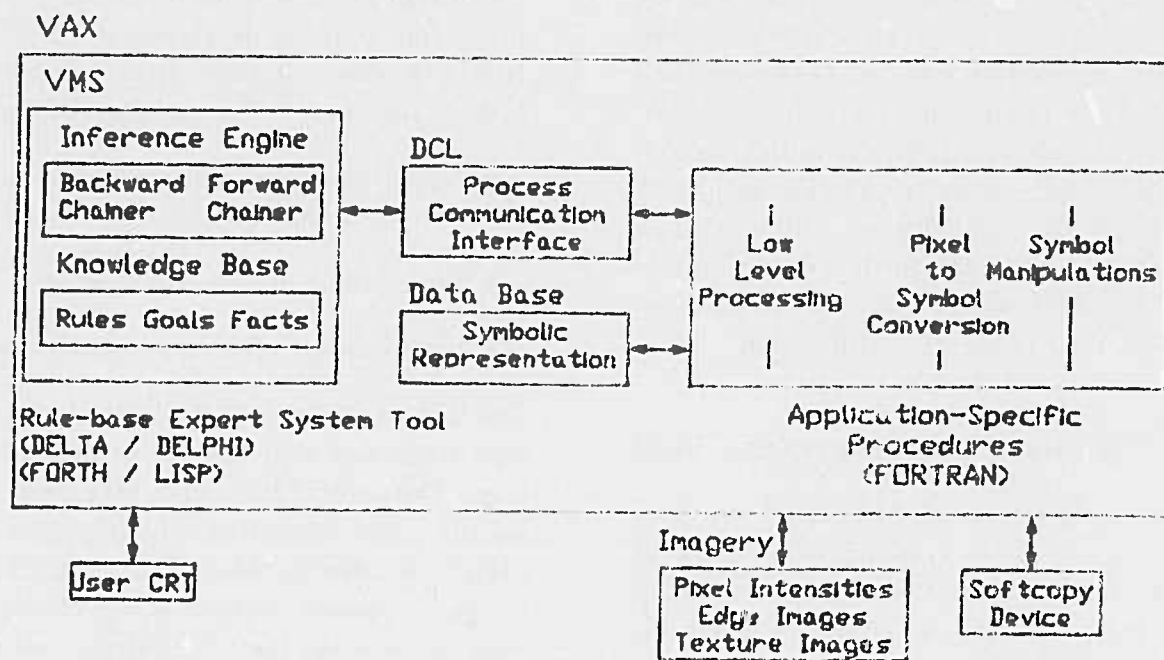 VAX
VMS
Inference Engine
Backward Forward
Chainer Chainer
Knowledge Base
Rules Goals Facts
DCL
Process
Communication
Interface
Data Base
Symbolic
Representation
Low
Level
Processing
Pixel
to
Symbol
Conversion
Symbol
Manipulations
Rule-base Expert System Tool
(DELTA / DELPHI)
(FORTH / LISP)
Application-Specific
Procedures
(FORTRAN)
User CRT
Imagery
Pixel Intensities
Edge Images
Texture Images
Softcopy
Device